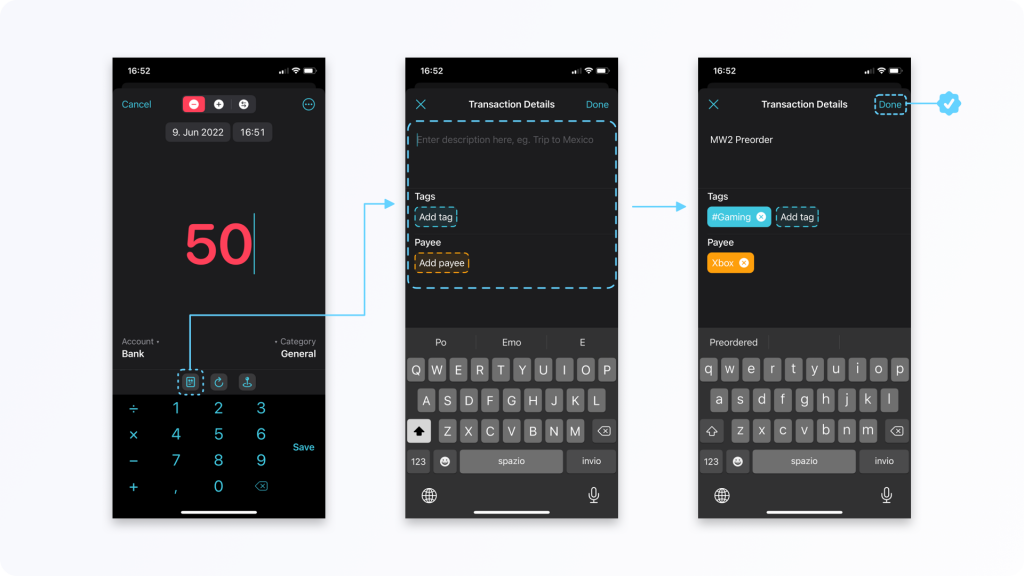 16:52
Cancel
9. Jun 2022 16:51
50
Account • • Category
Bank General
÷ 1 2 3
× 4 5 6
Save
− 7 8 9
+ , 0
16:52
Transaction Details Done
Enter description here, eg. Trip to Mexico
Tags
Add tag
Payee
Add payee
Po Emo E
Q W E R T Y U I O P
A S D F G H J K L
Z X C V B N M
123 spazio invio
16:52
Transaction Details Done
MW2 Preorder
Tags
#Gaming Add tag
Payee
Xbox
Preordered
q w e r t y u i o p
a s d f g h j k l
z x c v b n m
123 spazio invio